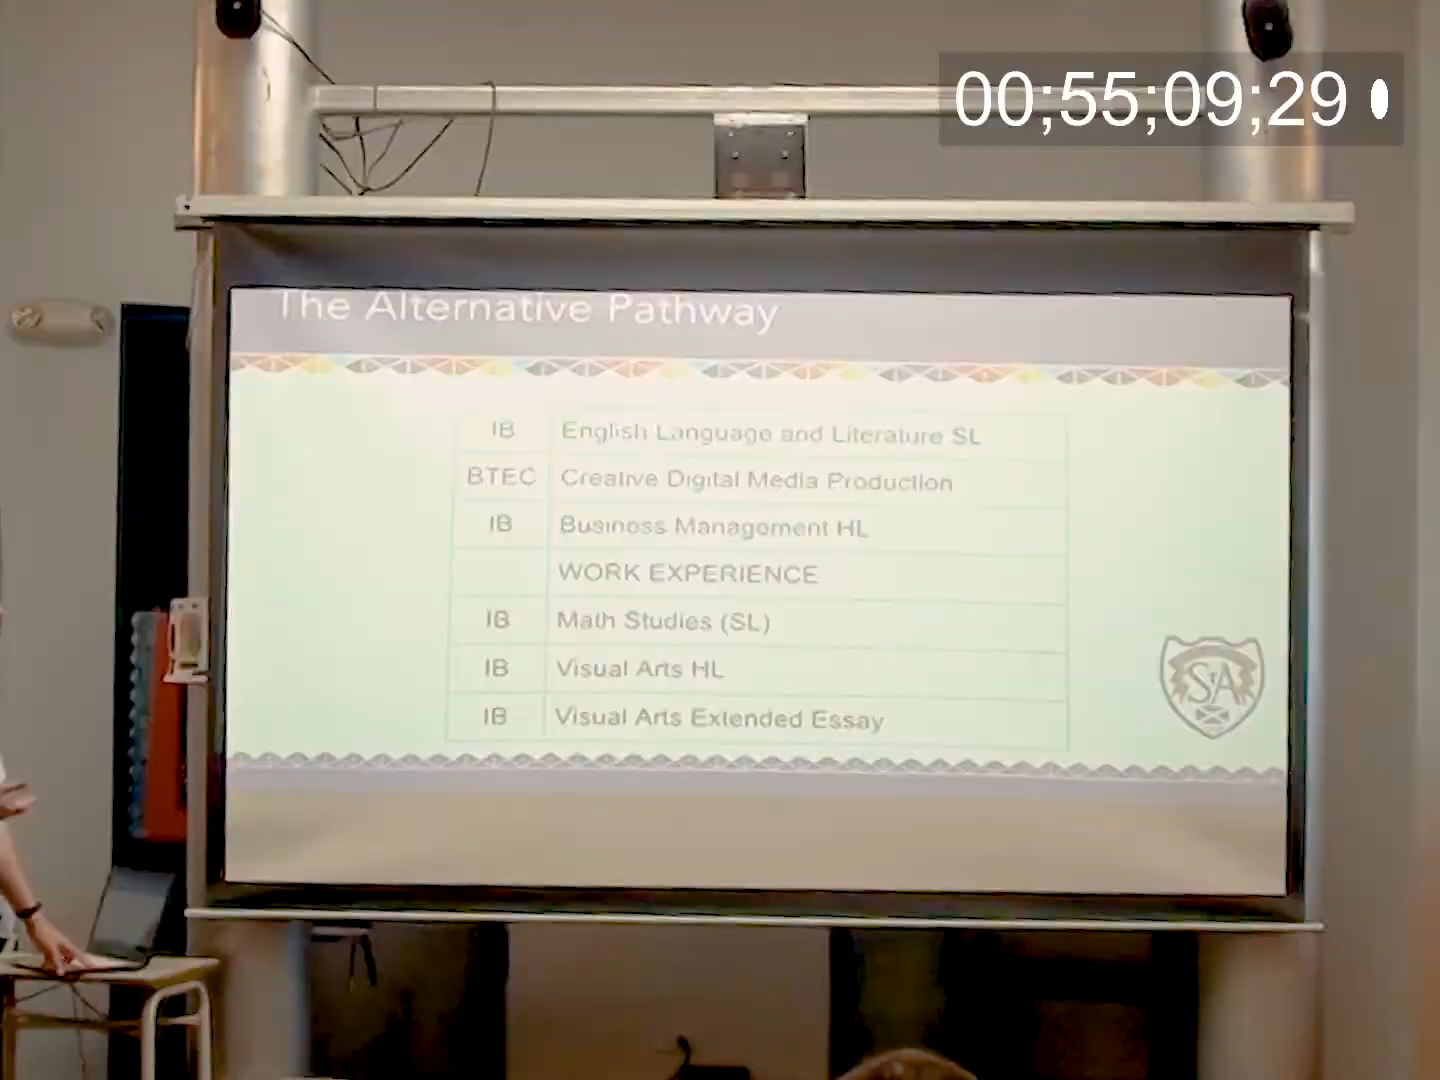 00;55;09;29
The Alternative Pathway
IB English Language and Literature SL
BTEC Creative Digital Media Production
IB Business Management HL
WORK EXPERIENCE
IB Math Studies (SL)
IB Visual Arts HL
IB Visual Arts Extended Essay
StA